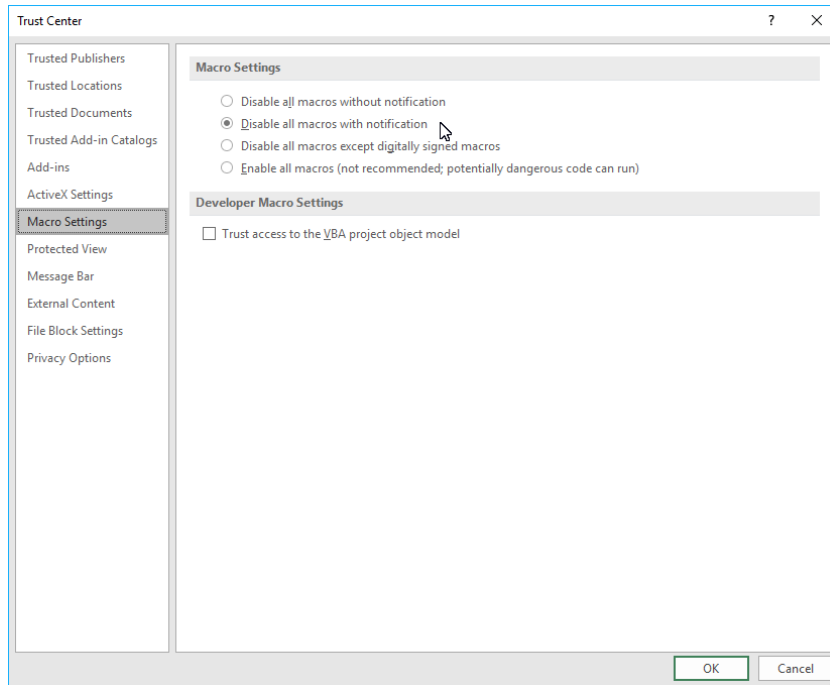 Trust Center
?
Trusted Publishers
Trusted Locations
Trusted Documents
Trusted Add-in Catalogs
Add-ins
ActiveX Settings
Macro Settings
Protected View
Message Bar
External Content
File Block Settings
Privacy Options
Macro Settings
Disable all macros without notification
Disable all macros with notification
Disable all macros except digitally signed macros
Enable all macros (not recommended; potentially dangerous code can run)
Developer Macro Settings
Trust access to the VBA project object model
OK
Cancel